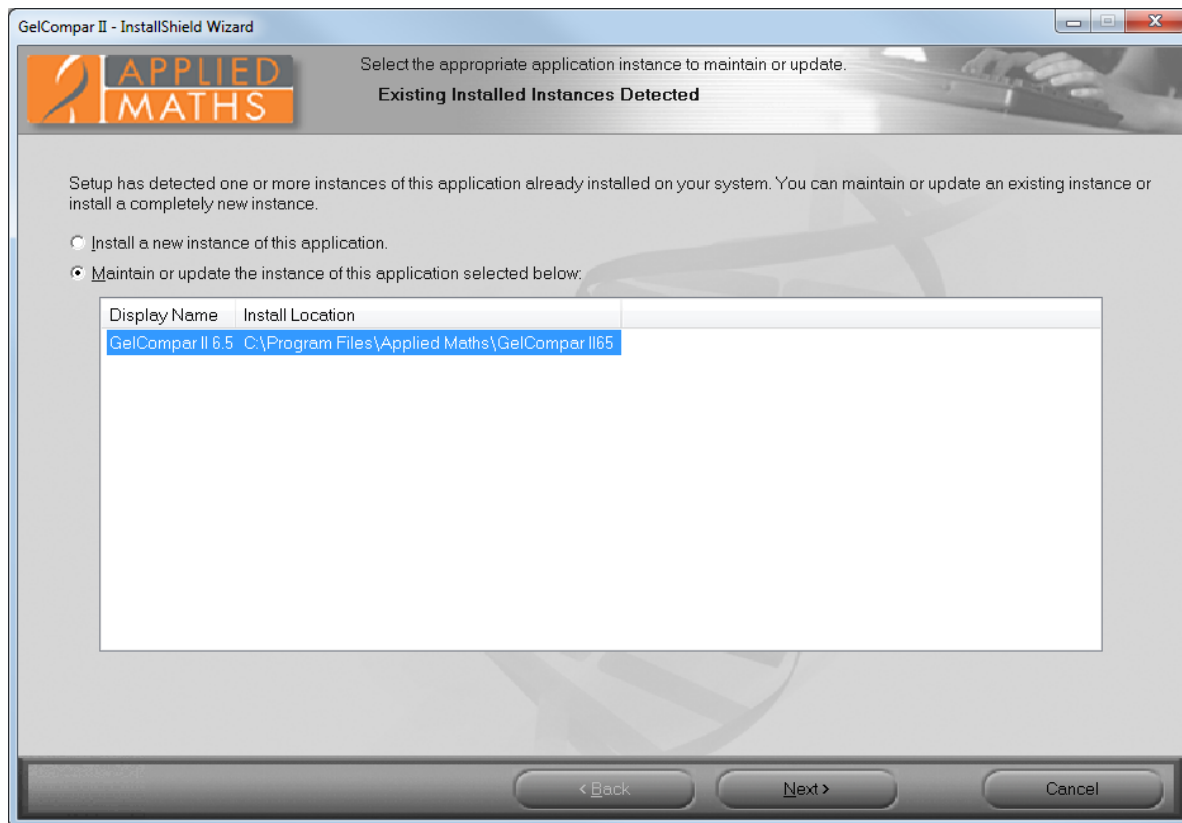 GelCompar II - InstallShield Wizard
APPLIED
MATHS
Select the appropriate application instance to maintain or update.
Existing Installed Instances Detected
Setup has detected one or more instances of this application already installed on your system. You can maintain or update an existing instance or
install a completely new instance.
Install a new instance of this application.
Maintain or update the instance of this application selected below:
Display Name Install Location
GelCompar II 6.5 C:\Program Files\Applied Maths\GelCompar II65
< Back Next > Cancel